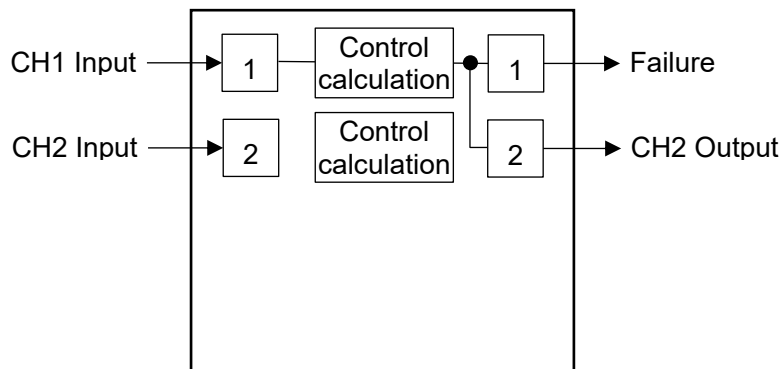 CH1 Input
1
Control
calculation
1
Failure
CH2 Input
2
Control
calculation
2
CH2 Output